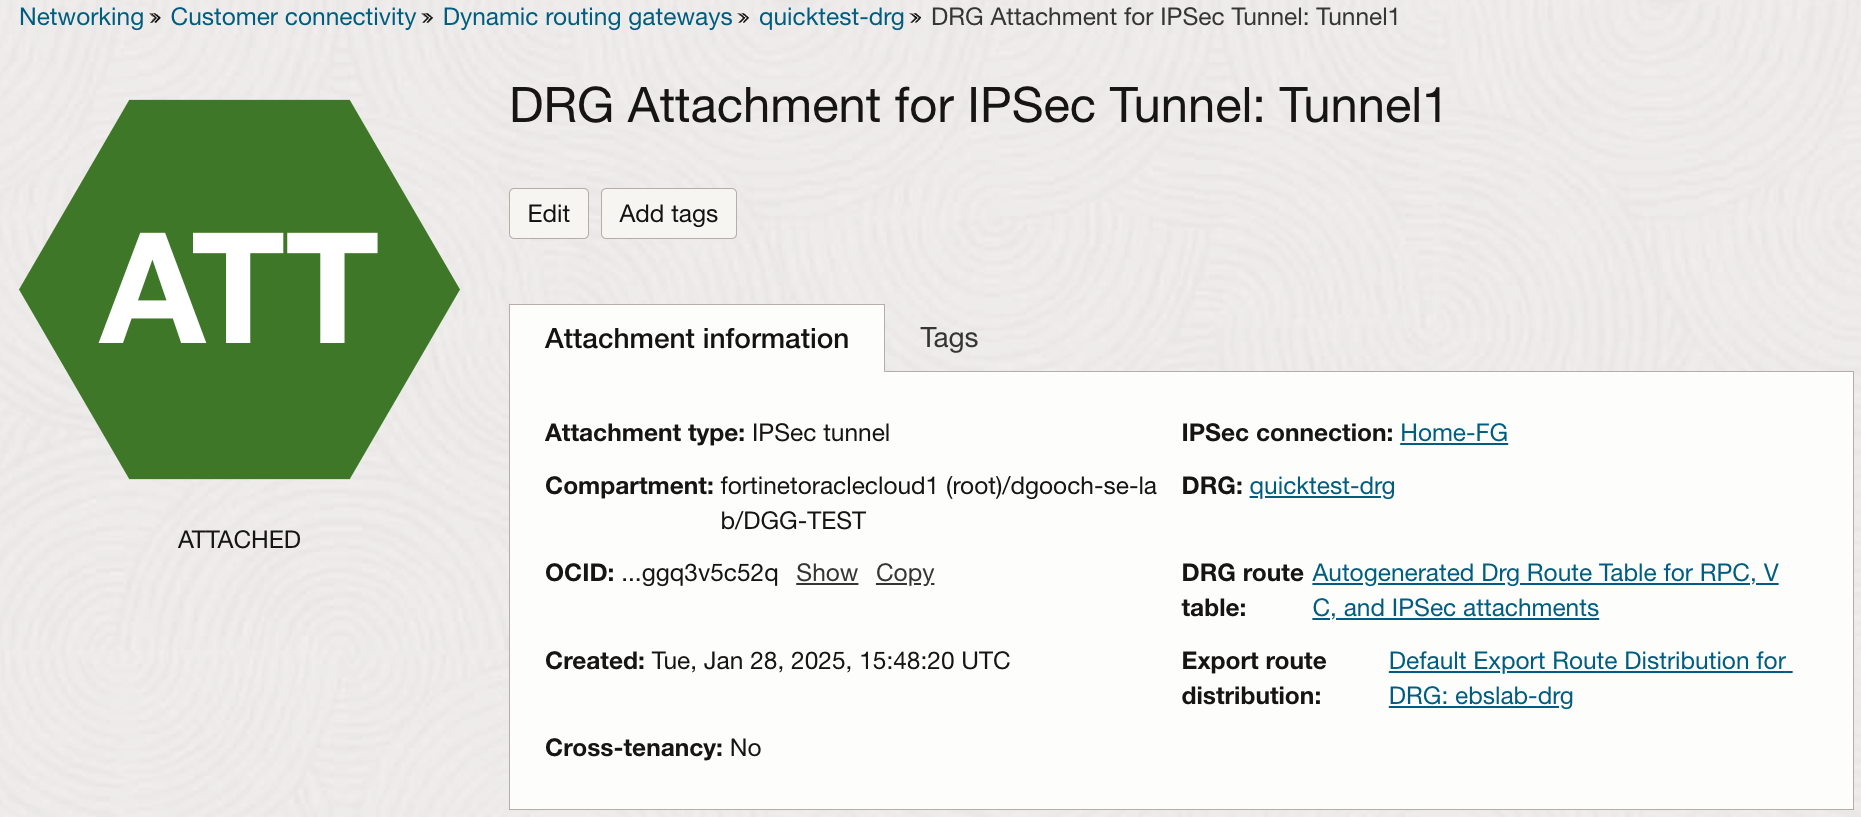 Networking » Customer connectivity » Dynamic routing gateways » quicktest-drg » DRG Attachment for IPSec Tunnel: Tunnel1
DRG Attachment for IPSec Tunnel: Tunnel1
Edit Add tags
ATT
ATTACHED
Attachment information Tags
Attachment type: IPSec tunnel
Compartment: fortinetoraclecloud1 (root)/dgooch-se-la
b/DGG-TEST
OCID: ...ggq3v5c52q Show Copy
Created: Tue, Jan 28, 2025, 15:48:20 UTC
Cross-tenancy: No
IPSec connection: Home-FG
DRG: quicktest-drg
DRG route Autogenerated Drg Route Table for RPC, V
table: C, and IPSec attachments
Export route Default Export Route Distribution for
distribution: DRG: ebslab-drg